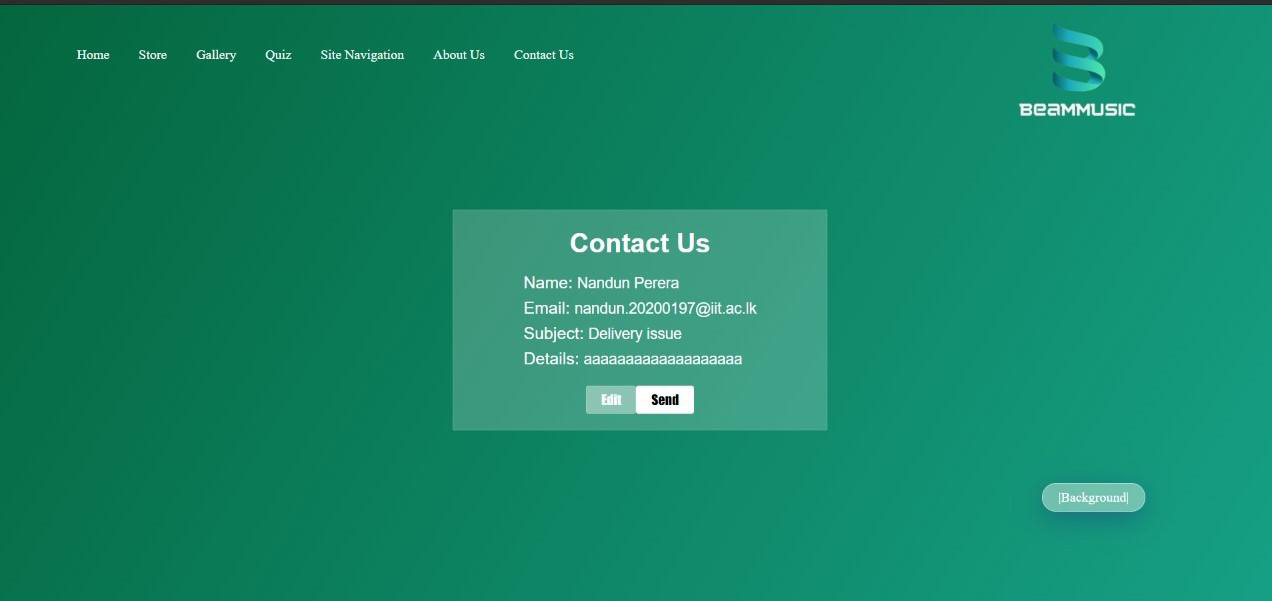 Home Store Gallery Quiz Site Navigation About Us Contact Us
BEAMMUSIC
Contact Us
Name: Nandun Perera
Email: nandun.20200197@iit.ac.lk
Subject: Delivery issue
Details: aaaaaaaaaaaaaaaaaaa
Edit Send
|Background|